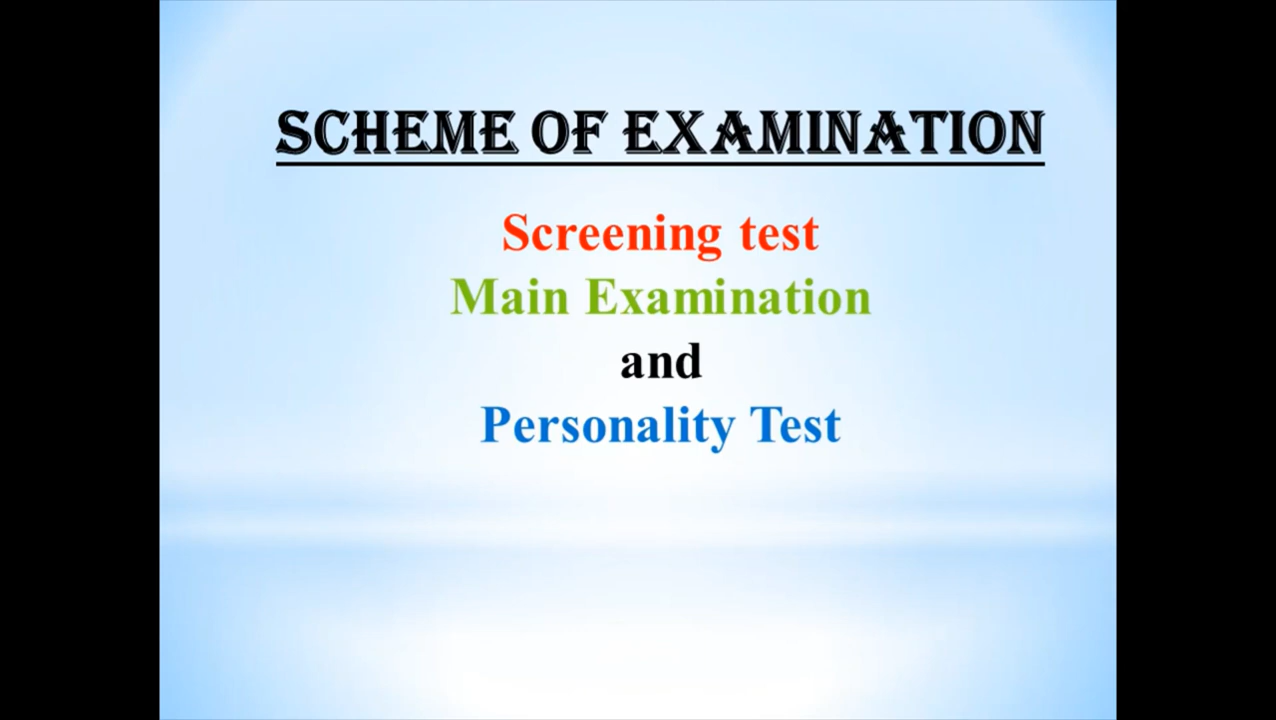 SCHEME OF EXAMINATION
Screening test
Main Examination
and
Personality Test